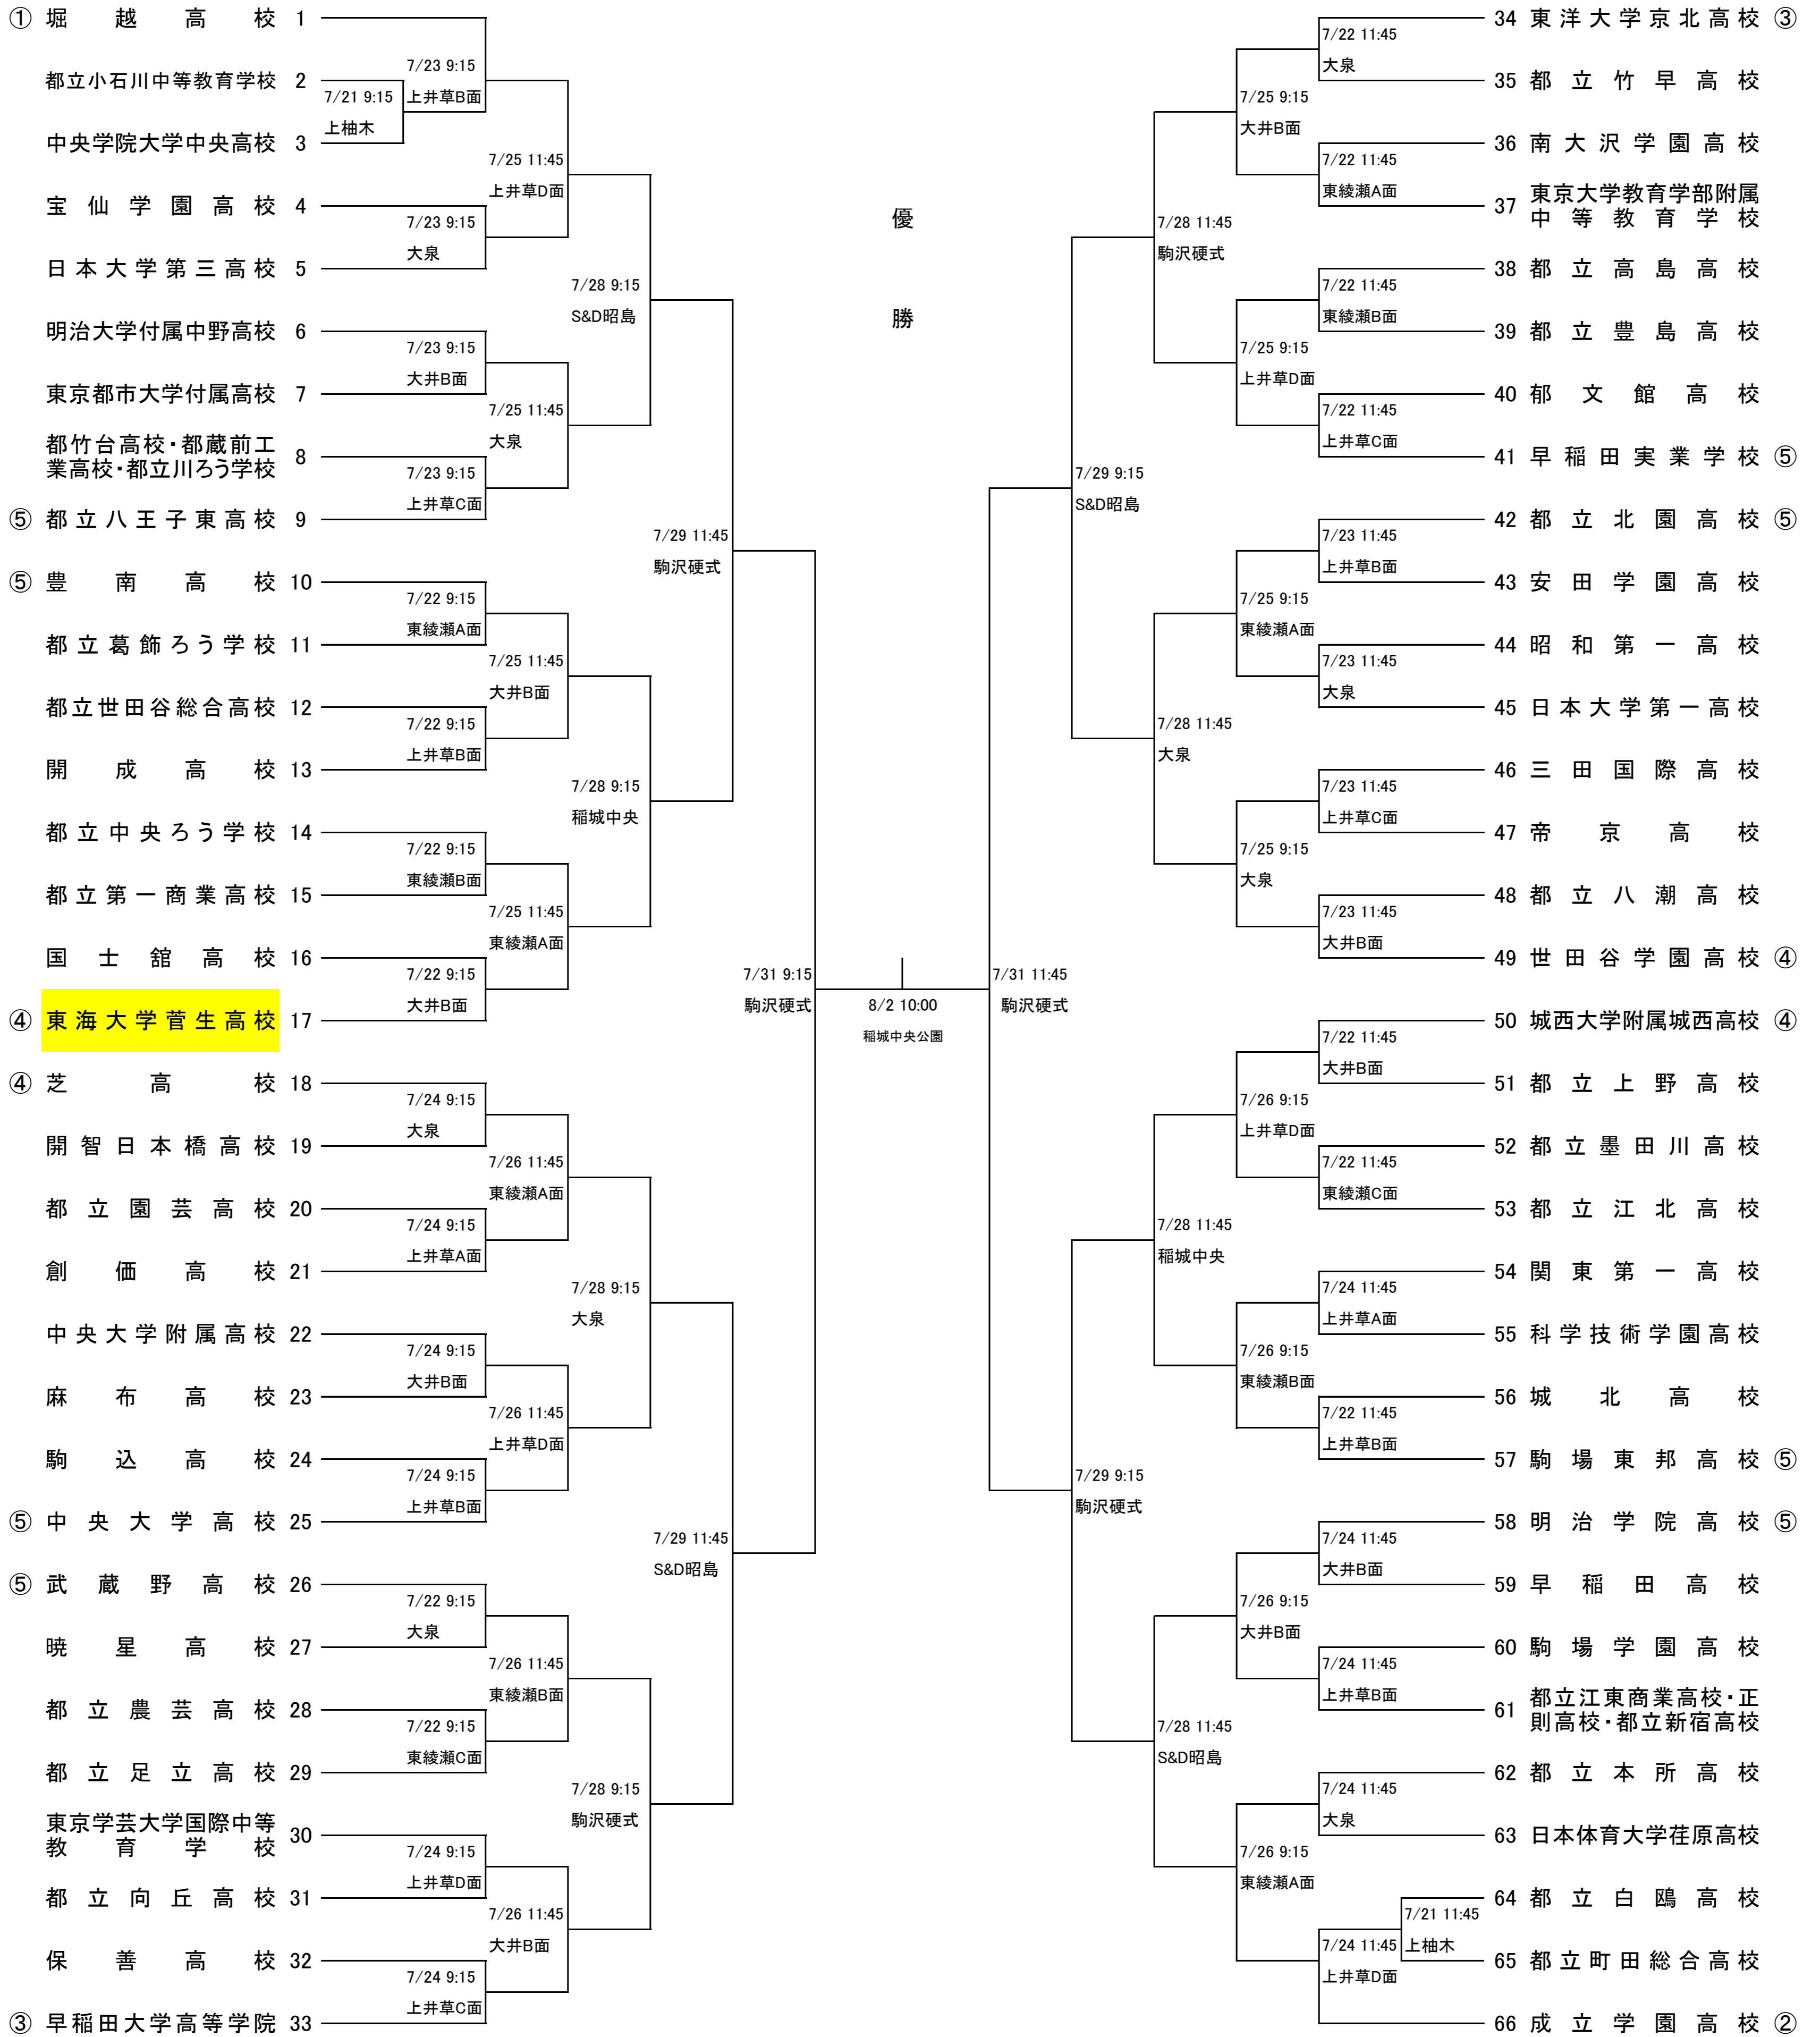 ① 堀越高校 1
7/23 9:15
上井草B面
都立小石川中等教育学校 2
7/21 9:15
上柚木
中央学院大学中央高校 3
7/25 11:45
上井草D面
宝仙学園高校 4
7/23 9:15
大泉
日本大学第三高校 5
7/28 9:15
S&D昭島
明治大学付属中野高校 6
7/23 9:15
大井B面
東京都市大学付属高校 7
7/25 11:45
大泉
都竹台高校・都蔵前工
業高校・都立川ろう学校 8
7/23 9:15
上井草C面
⑤ 都立八王子東高校 9
7/29 11:45
駒沢硬式
⑤ 豊南高校 10
7/22 9:15
東綾瀬A面
都立葛飾ろう学校 11
7/25 11:45
大井B面
都立世田谷総合高校 12
7/22 9:15
上井草B面
開成高校 13
7/28 9:15
稲城中央
都立中央ろう学校 14
7/22 9:15
東綾瀬B面
都立第一商業高校 15
7/25 11:45
東綾瀬A面
国士舘高校 16
7/22 9:15
大井B面
④ 東海大学菅生高校 17
7/31 9:15
駒沢硬式
④ 芝高校 18
7/24 9:15
大泉
開智日本橋高校 19
7/26 11:45
東綾瀬A面
都立園芸高校 20
7/24 9:15
上井草A面
創価高校 21
7/28 9:15
大泉
中央大学附属高校 22
7/24 9:15
大井B面
麻布高校 23
7/26 11:45
上井草D面
駒込高校 24
7/24 9:15
上井草B面
⑤ 中央大学高校 25
7/29 11:45
S&D昭島
⑤ 武蔵野高校 26
7/22 9:15
大泉
暁星高校 27
7/26 11:45
東綾瀬B面
都立農芸高校 28
7/22 9:15
東綾瀬C面
都立足立高校 29
7/28 9:15
駒沢硬式
東京学芸大学国際中等
教育学校 30
7/24 9:15
上井草D面
都立向丘高校 31
7/26 11:45
大井B面
保善高校 32
7/24 9:15
上井草C面
③ 早稲田大学高等学院 33
優
勝
8/2 10:00
稲城中央公園
34 東洋大学京北高校 ③
7/22 11:45
大泉
35 都立竹早高校
7/25 9:15
大井B面
36 南大沢学園高校
7/22 11:45
東綾瀬A面
37 東京大学教育学部附属
中等教育学校
7/28 11:45
駒沢硬式
38 都立高島高校
7/22 11:45
東綾瀬B面
39 都立豊島高校
7/25 9:15
上井草D面
40 郁文館高校
7/22 11:45
上井草C面
41 早稲田実業学校 ⑤
7/29 9:15
S&D昭島
42 都立北園高校 ⑤
7/23 11:45
上井草B面
43 安田学園高校
7/25 9:15
東綾瀬A面
44 昭和第一高校
7/23 11:45
大泉
45 日本大学第一高校
7/28 11:45
大泉
46 三田国際高校
7/23 11:45
上井草C面
47 帝京高校
7/25 9:15
大泉
48 都立八潮高校
7/23 11:45
大井B面
49 世田谷学園高校 ④
7/31 11:45
駒沢硬式
50 城西大学附属城西高校 ④
7/22 11:45
大井B面
51 都立上野高校
7/26 9:15
上井草D面
52 都立墨田川高校
7/22 11:45
東綾瀬C面
53 都立江北高校
7/28 11:45
稲城中央
54 関東第一高校
7/24 11:45
上井草A面
55 科学技術学園高校
7/26 9:15
東綾瀬B面
56 城北高校
7/22 11:45
上井草B面
57 駒場東邦高校 ⑤
7/29 9:15
駒沢硬式
58 明治学院高校 ⑤
7/24 11:45
大井B面
59 早稲田高校
7/26 9:15
大井B面
60 駒場学園高校
7/24 11:45
上井草B面
61 都立江東商業高校・正
則高校・都立新宿高校
7/28 11:45
S&D昭島
62 都立本所高校
7/24 11:45
大泉
63 日本体育大学荏原高校
7/26 9:15
東綾瀬A面
64 都立白鴎高校
7/21 11:45
上柚木
65 都立町田総合高校
7/24 11:45
上井草D面
66 成立学園高校 ②